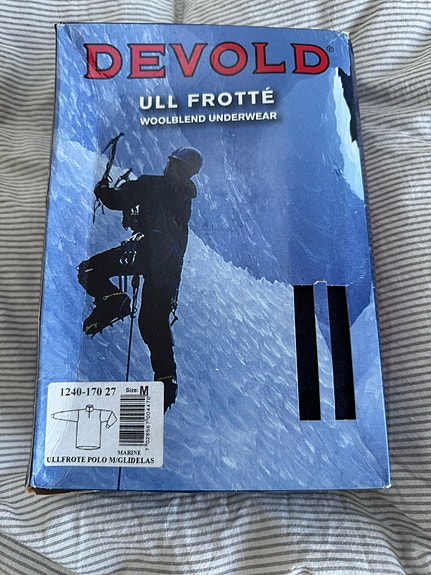 DEVOLD®
ULL FROTTÉ
WOOLBLEND UNDERWEAR
1240-170 27 Size: M
MARINE
ULLFROTE POLO M/GLIDELAS